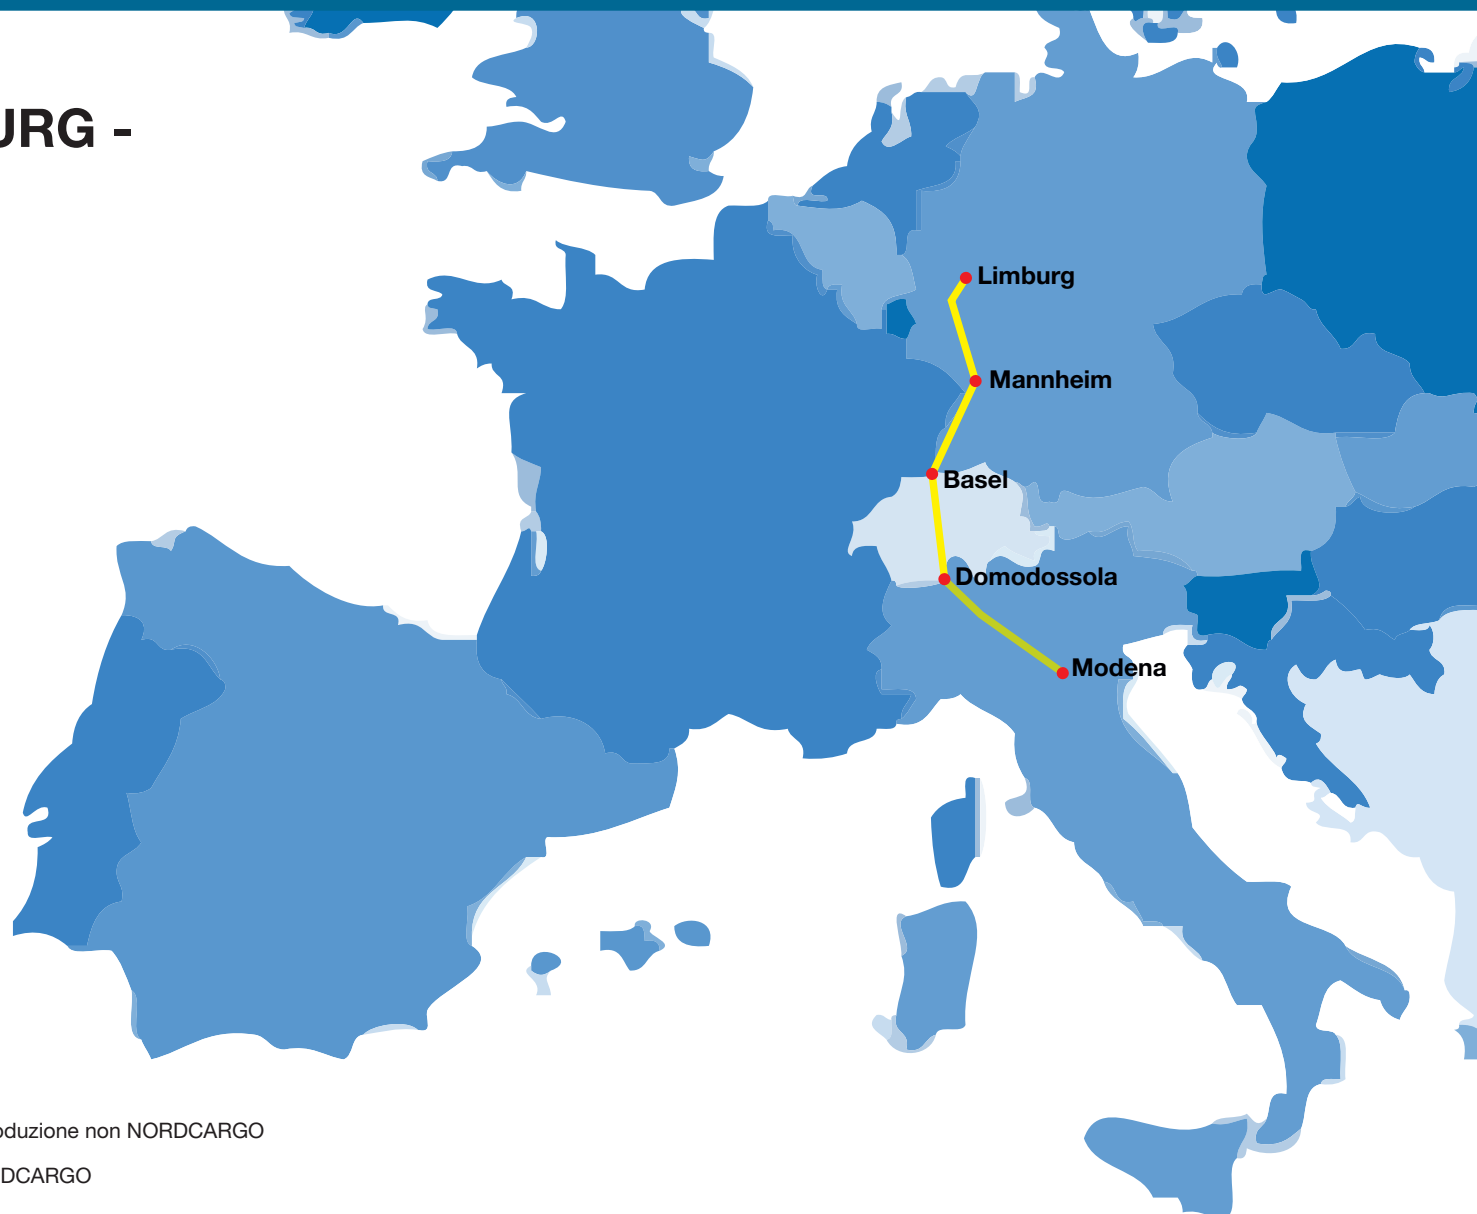 URG -
Limburg
Mannheim
Basel
Domodossola
Modena
oduzione non NORDCARGO
DCARGO